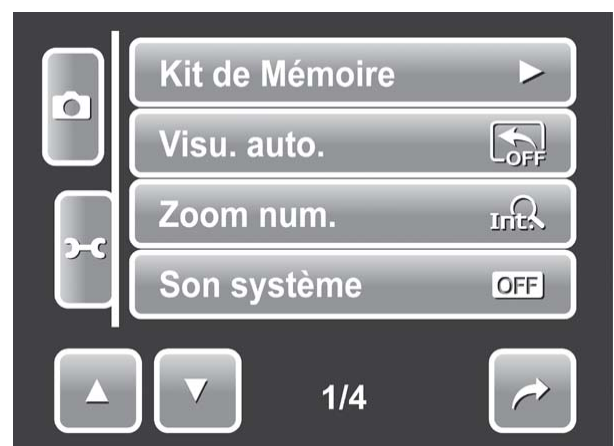 Kit de Mémoire
Visu. auto.
OFF
Zoom num.
Int.
Son système
OFF
1/4